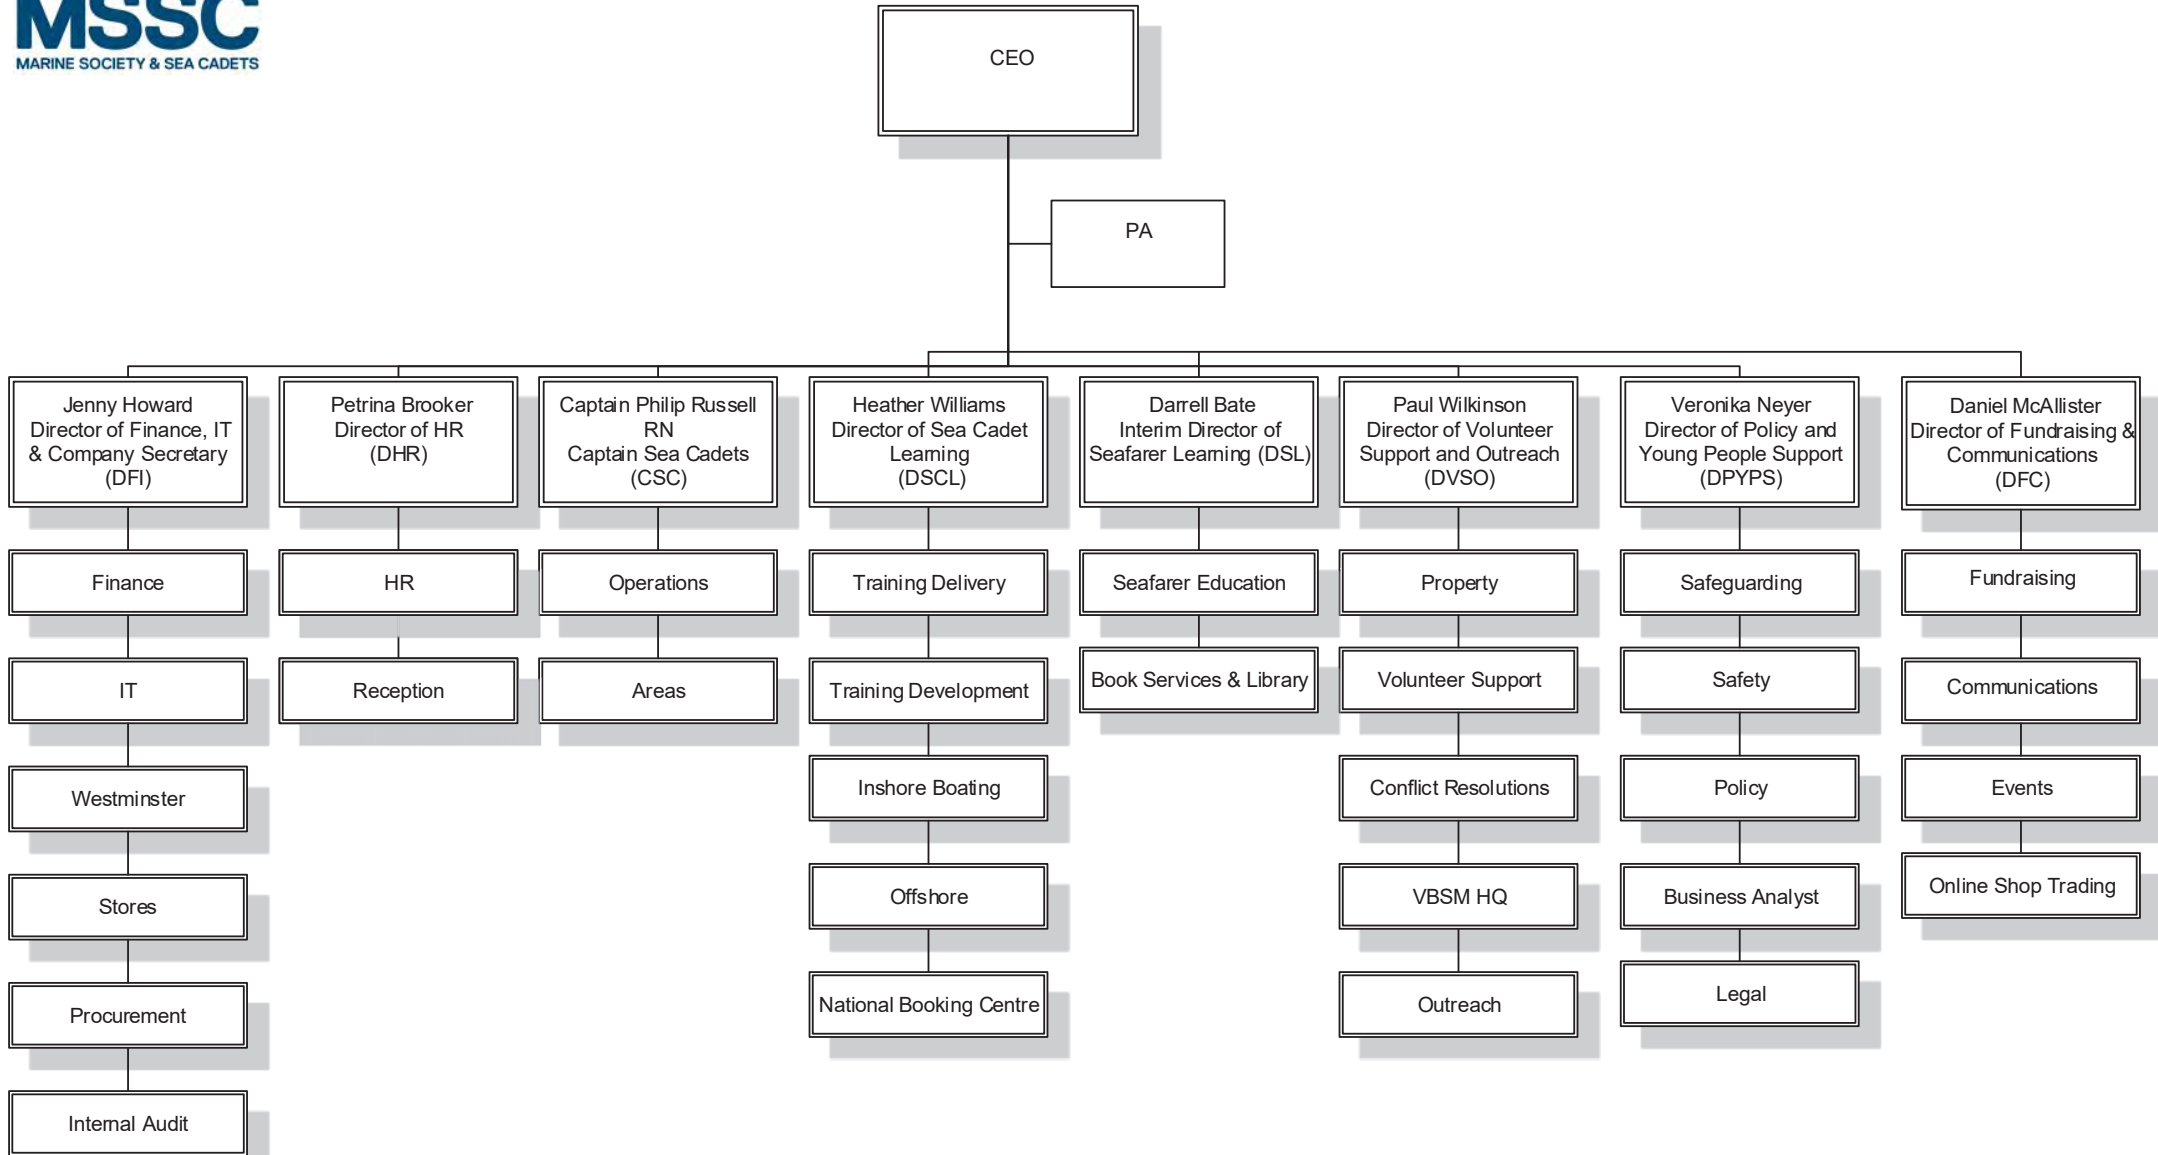 MSSC
MARINE SOCIETY & SEA CADETS
CEO
PA
Jenny Howard
Director of Finance, IT
& Company Secretary
(DFI)
Petrina Brooker
Director of HR
(DHR)
Captain Philip Russell
RN
Captain Sea Cadets
(CSC)
Heather Williams
Director of Sea Cadet
Learning
(DSCL)
Darrell Bate
Interim Director of
Seafarer Learning (DSL)
Paul Wilkinson
Director of Volunteer
Support and Outreach
(DVSO)
Veronika Neyer
Director of Policy and
Young People Support
(DPYPS)
Daniel McAllister
Director of Fundraising &
Communications
(DFC)
Finance
IT
Westminster
Stores
Procurement
Internal Audit
HR
Reception
Operations
Areas
Training Delivery
Training Development
Inshore Boating
Offshore
National Booking Centre
Seafarer Education
Book Services & Library
Property
Volunteer Support
Conflict Resolutions
VBSM HQ
Outreach
Safeguarding
Safety
Policy
Business Analyst
Legal
Fundraising
Communications
Events
Online Shop Trading